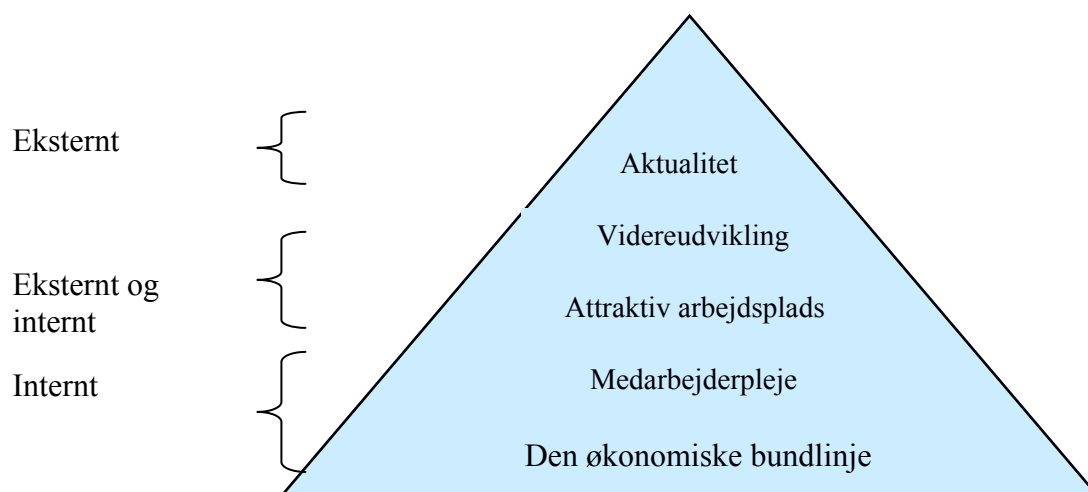 Eksternt
Aktualitet
Videreudvikling
Eksternt og
internt
Attraktiv arbejdsplads
Internt
Medarbejderpleje
Den økonomiske bundlinje